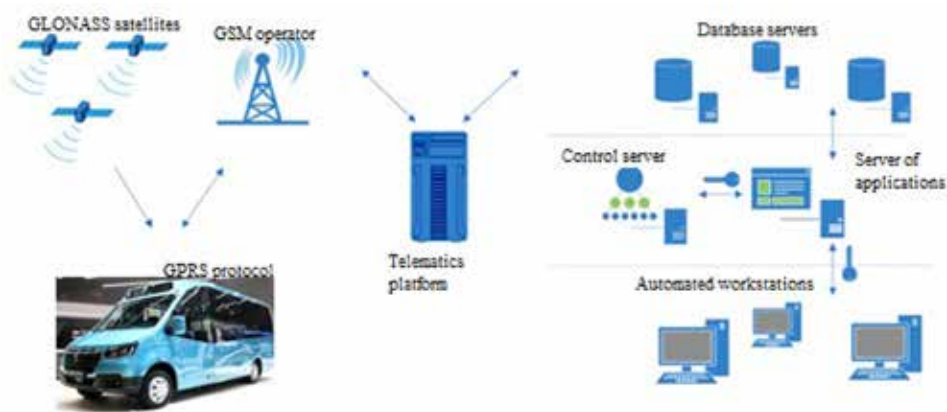 GLONASS satellites
GSM operator
Database servers
Control server
Server of
applications
Telematics
platform
GPRS protocol
Automated workstations